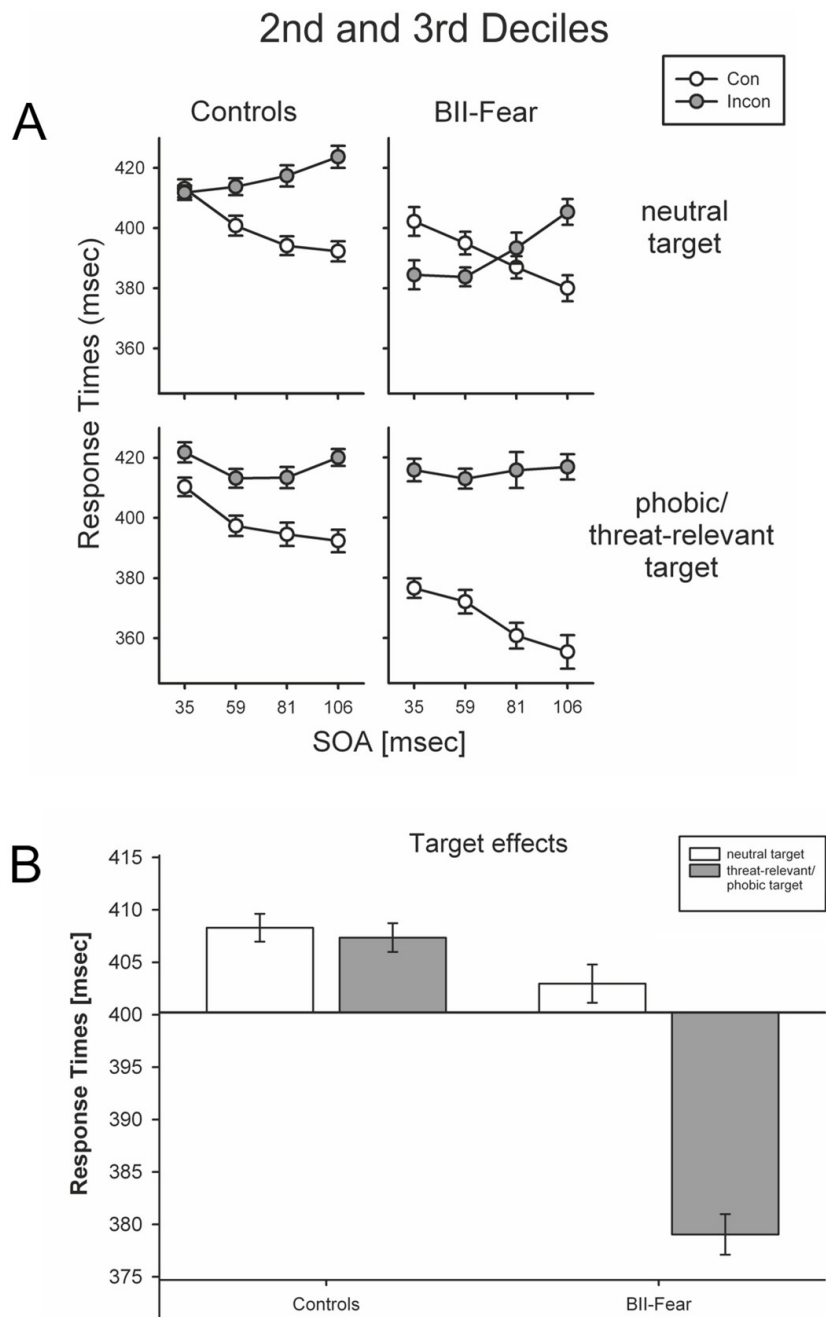 2nd and 3rd Deciles
Con
Incon
A
Controls
BII-Fear
Response Times (msec)
420
400
380
360
neutral
target
420
400
380
360
phobic/
threat-relevant
target
35 59 81 106
35 59 81 106
SOA [msec]
B
Target effects
neutral target
threat-relevant/
phobic target
Response Times [msec]
415
410
405
400
395
390
385
380
375
Controls
BII-Fear